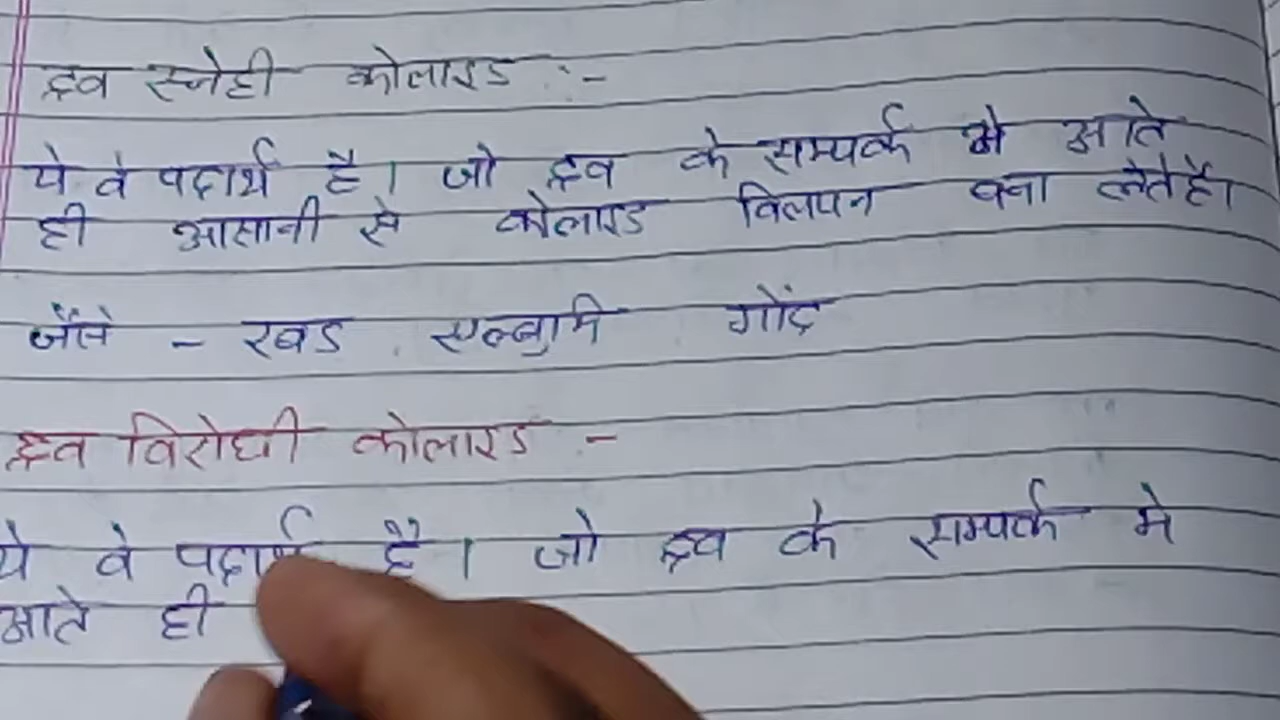 द्रव स्नेही कोलाइड :-
ये वे पदार्थ है। जो द्रव के सम्पर्क मे आते
ही आसानी से कोलाइड विलयन बना लेते है।
जैसे - रबड एल्बुमि गोंद
द्रव विरोधी कोलाइड :-
ये वे पदार्थ है। जो द्रव के सम्पर्क मे
आते ही